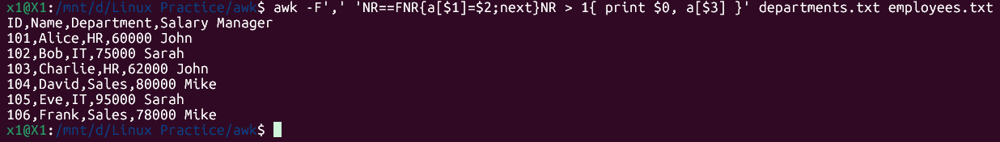 x1@X1:/mnt/d/Linux Practice/awk$ awk -F',' 'NR==FNR{a[$1]=$2;next}NR > 1{ print $0, a[$3] }' departments.txt employees.txt
ID,Name,Department,Salary Manager
101,Alice,HR,60000 John
102,Bob,IT,75000 Sarah
103,Charlie,HR,62000 John
104,David,Sales,80000 Mike
105,Eve,IT,95000 Sarah
106,Frank,Sales,78000 Mike
x1@X1:/mnt/d/Linux Practice/awk$